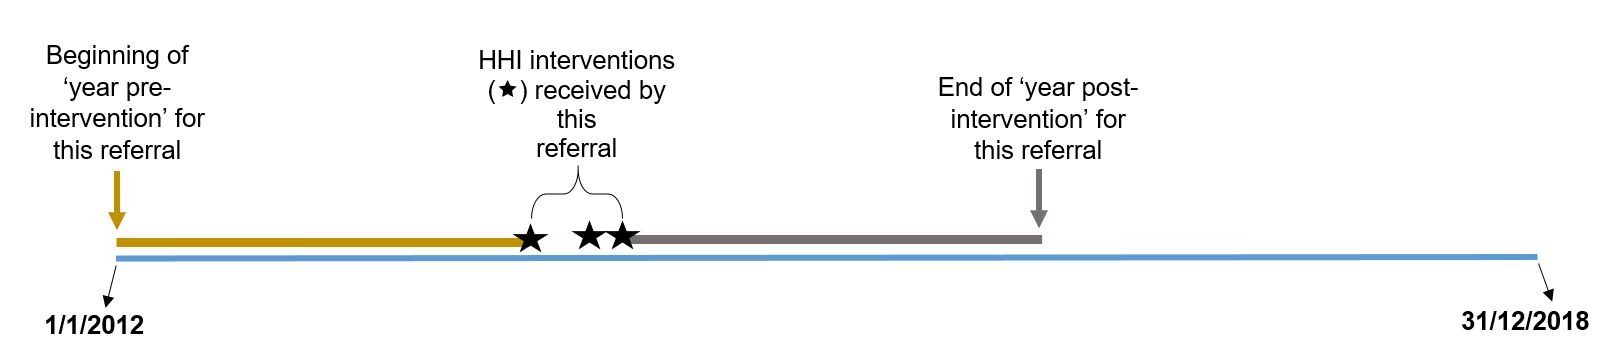 Beginning of
‘year pre-
intervention’ for
this referral
HHI interventions
(★) received by
this
referral
End of ‘year post-
intervention’ for
this referral
1/1/2012
31/12/2018